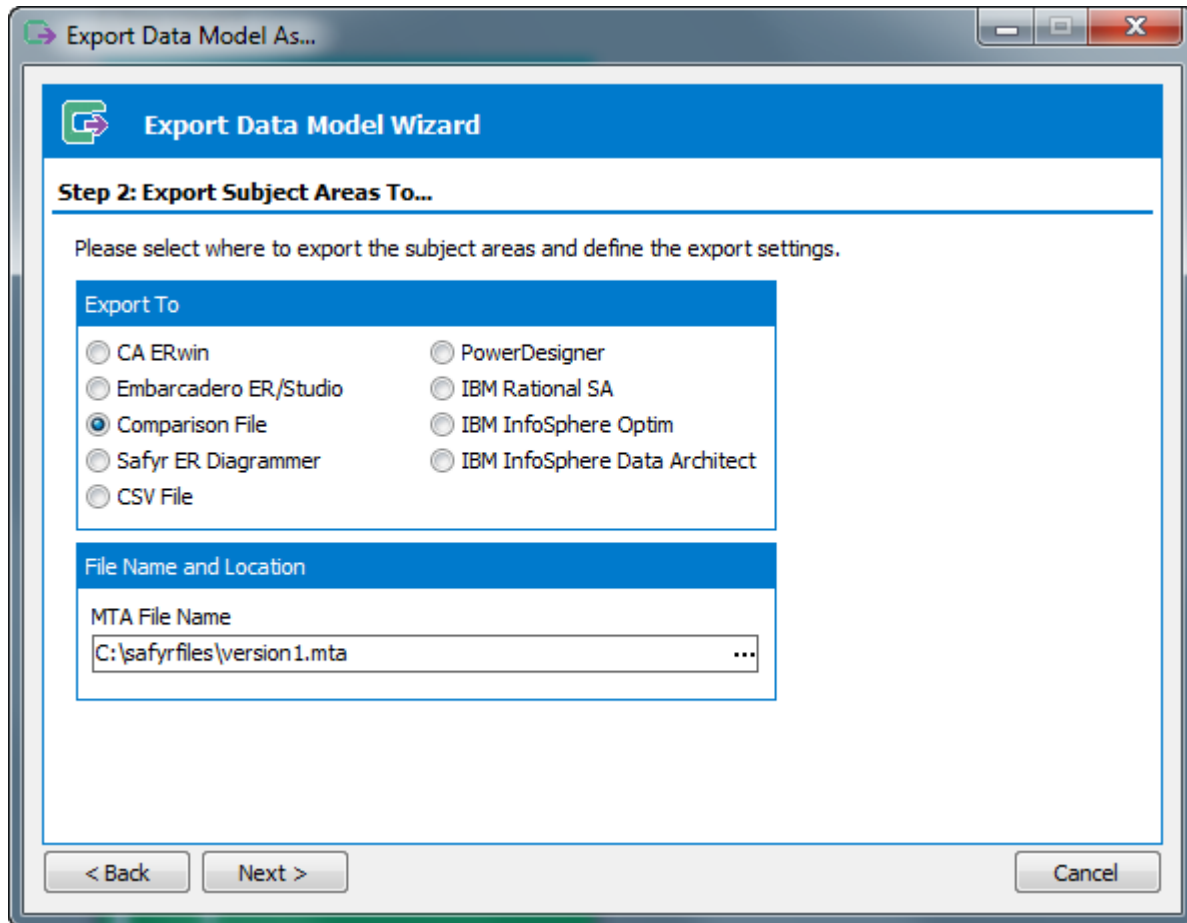 Export Data Model As...
Export Data Model Wizard
Step 2: Export Subject Areas To...
Please select where to export the subject areas and define the export settings.
Export To
CA ERwin
PowerDesigner
Embarcadero ER/Studio
IBM Rational SA
Comparison File
IBM InfoSphere Optim
Safyr ER Diagrammer
IBM InfoSphere Data Architect
CSV File
File Name and Location
MTA File Name
C:\safyrfiles\version1.mta
...
< Back
Next >
Cancel